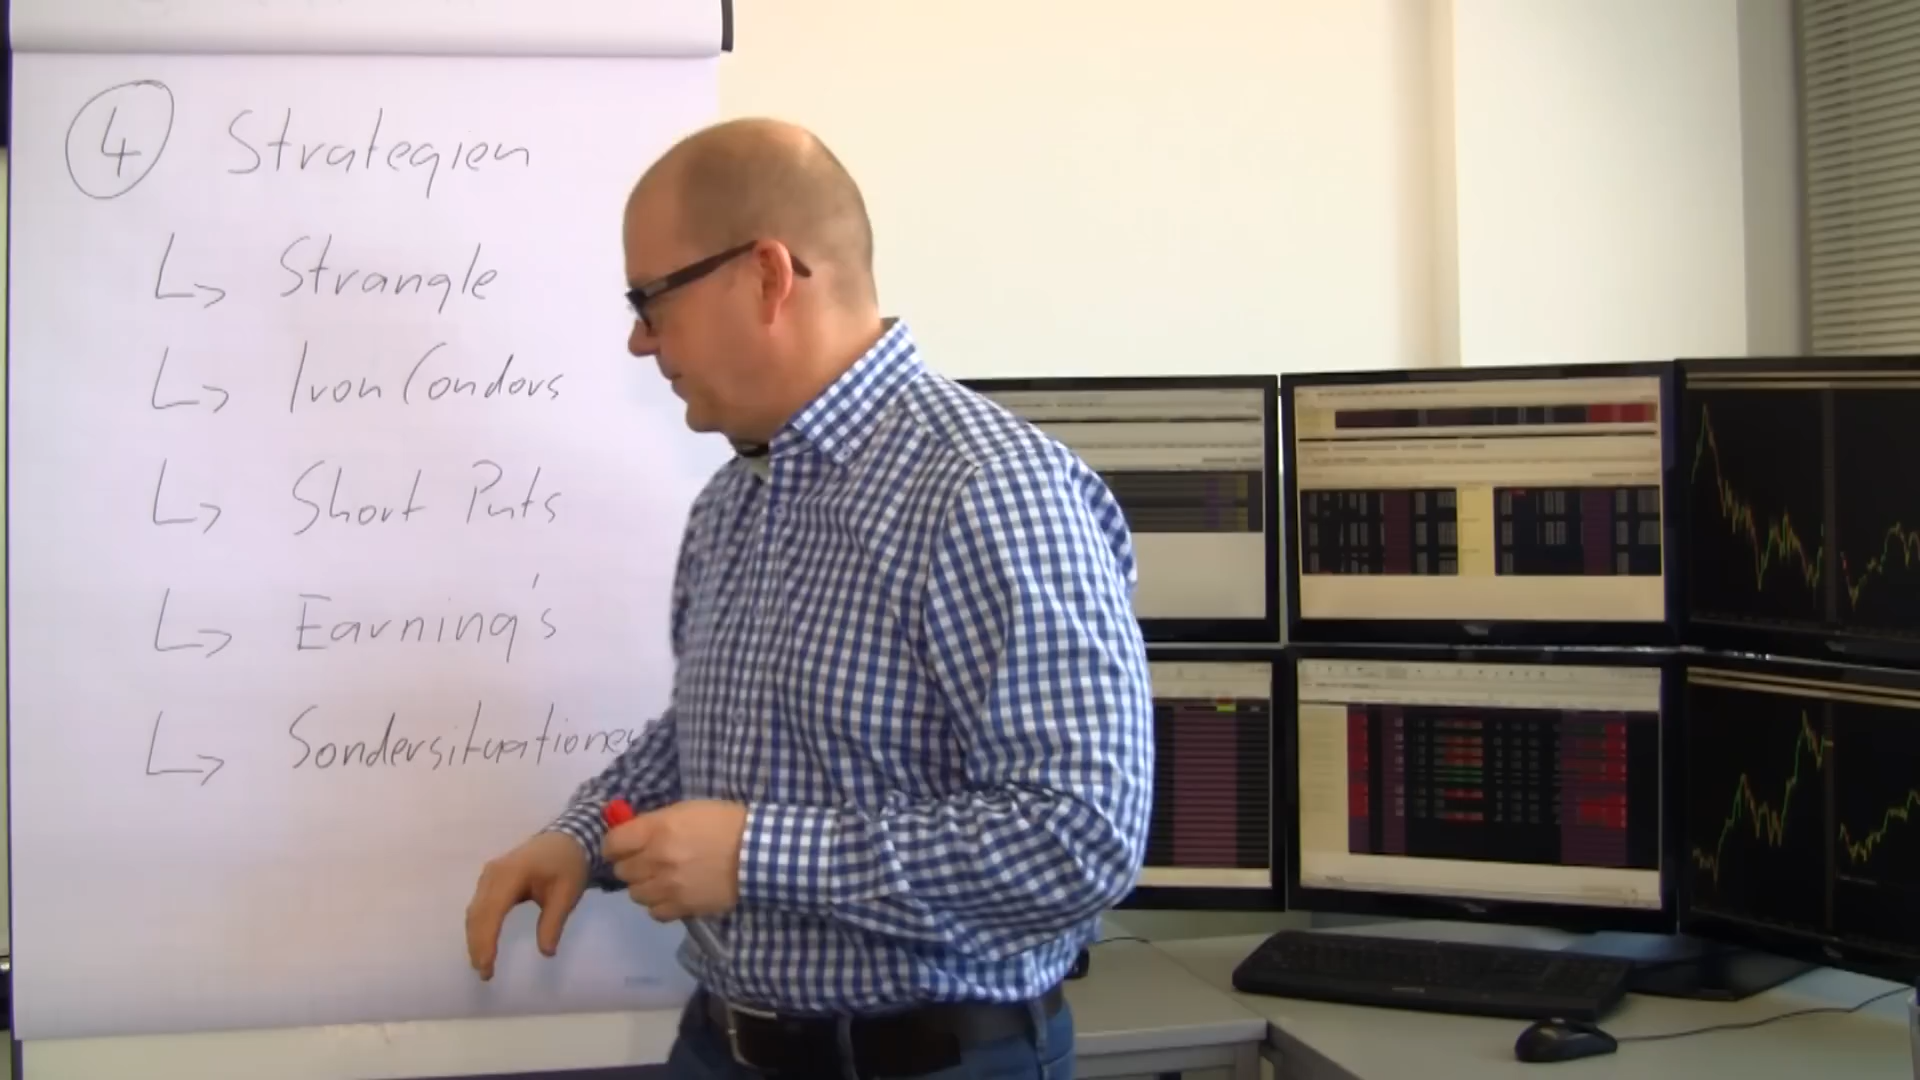 4 Strategien
↳ Strangle
↳ Iron Condors
↳ Short Puts
↳ Earning's
↳ Sondersituationen